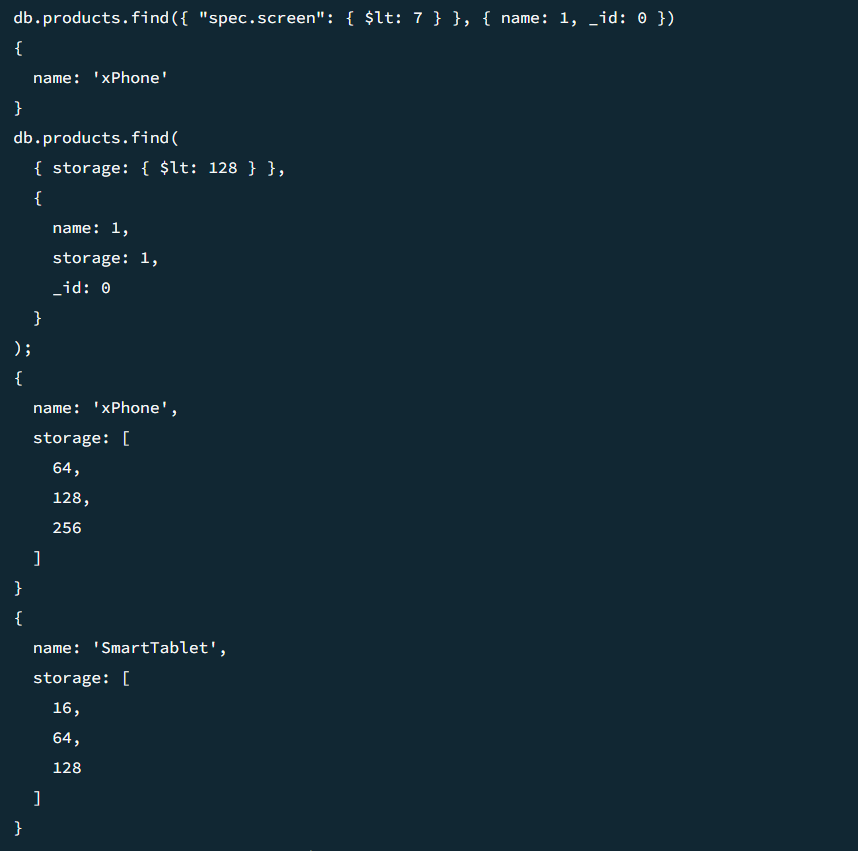 db.products.find({ "spec.screen": { $lt: 7 } }, { name: 1, _id: 0 })
{
  name: 'xPhone'
}
db.products.find(
  { storage: { $lt: 128 } },
  {
    name: 1,
    storage: 1,
    _id: 0
  }
);
{
  name: 'xPhone',
  storage: [
    64,
    128,
    256
  ]
}
{
  name: 'SmartTablet',
  storage: [
    16,
    64,
    128
  ]
}